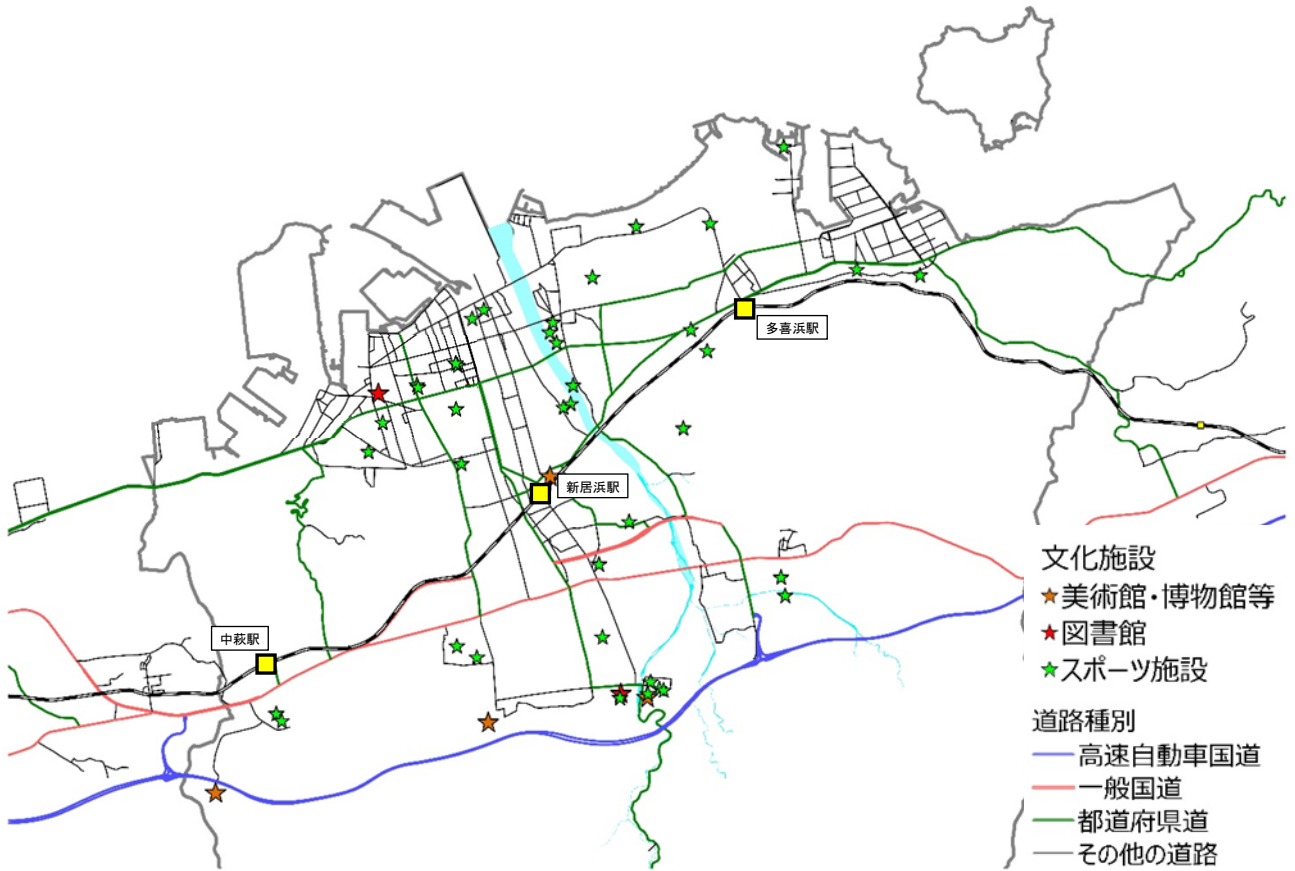 多喜浜駅
新居浜駅
中萩駅
文化施設
美術館・博物館等
図書館
スポーツ施設
道路種別
高速自動車国道
一般国道
都道府県道
その他の道路